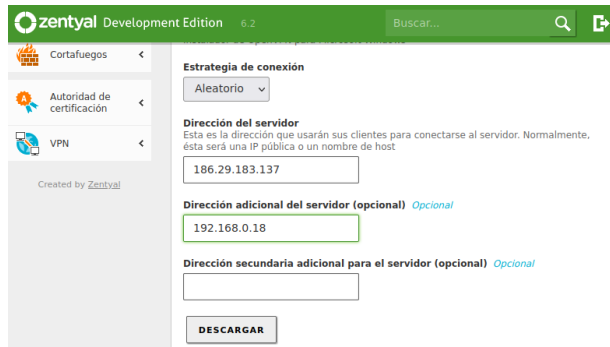 zentyal Development Edition 6.2
Buscar...
Cortafuegos
Autoridad de
certificación
VPN
Created by Zentyal
Estrategia de conexión
Aleatorio
Dirección del servidor
Esta es la dirección que usarán sus clientes para conectarse al servidor. Normalmente,
ésta será una IP pública o un nombre de host
186.29.183.137
Dirección adicional del servidor (opcional) Opcional
192.168.0.18
Dirección secundaria adicional para el servidor (opcional) Opcional
DESCARGAR